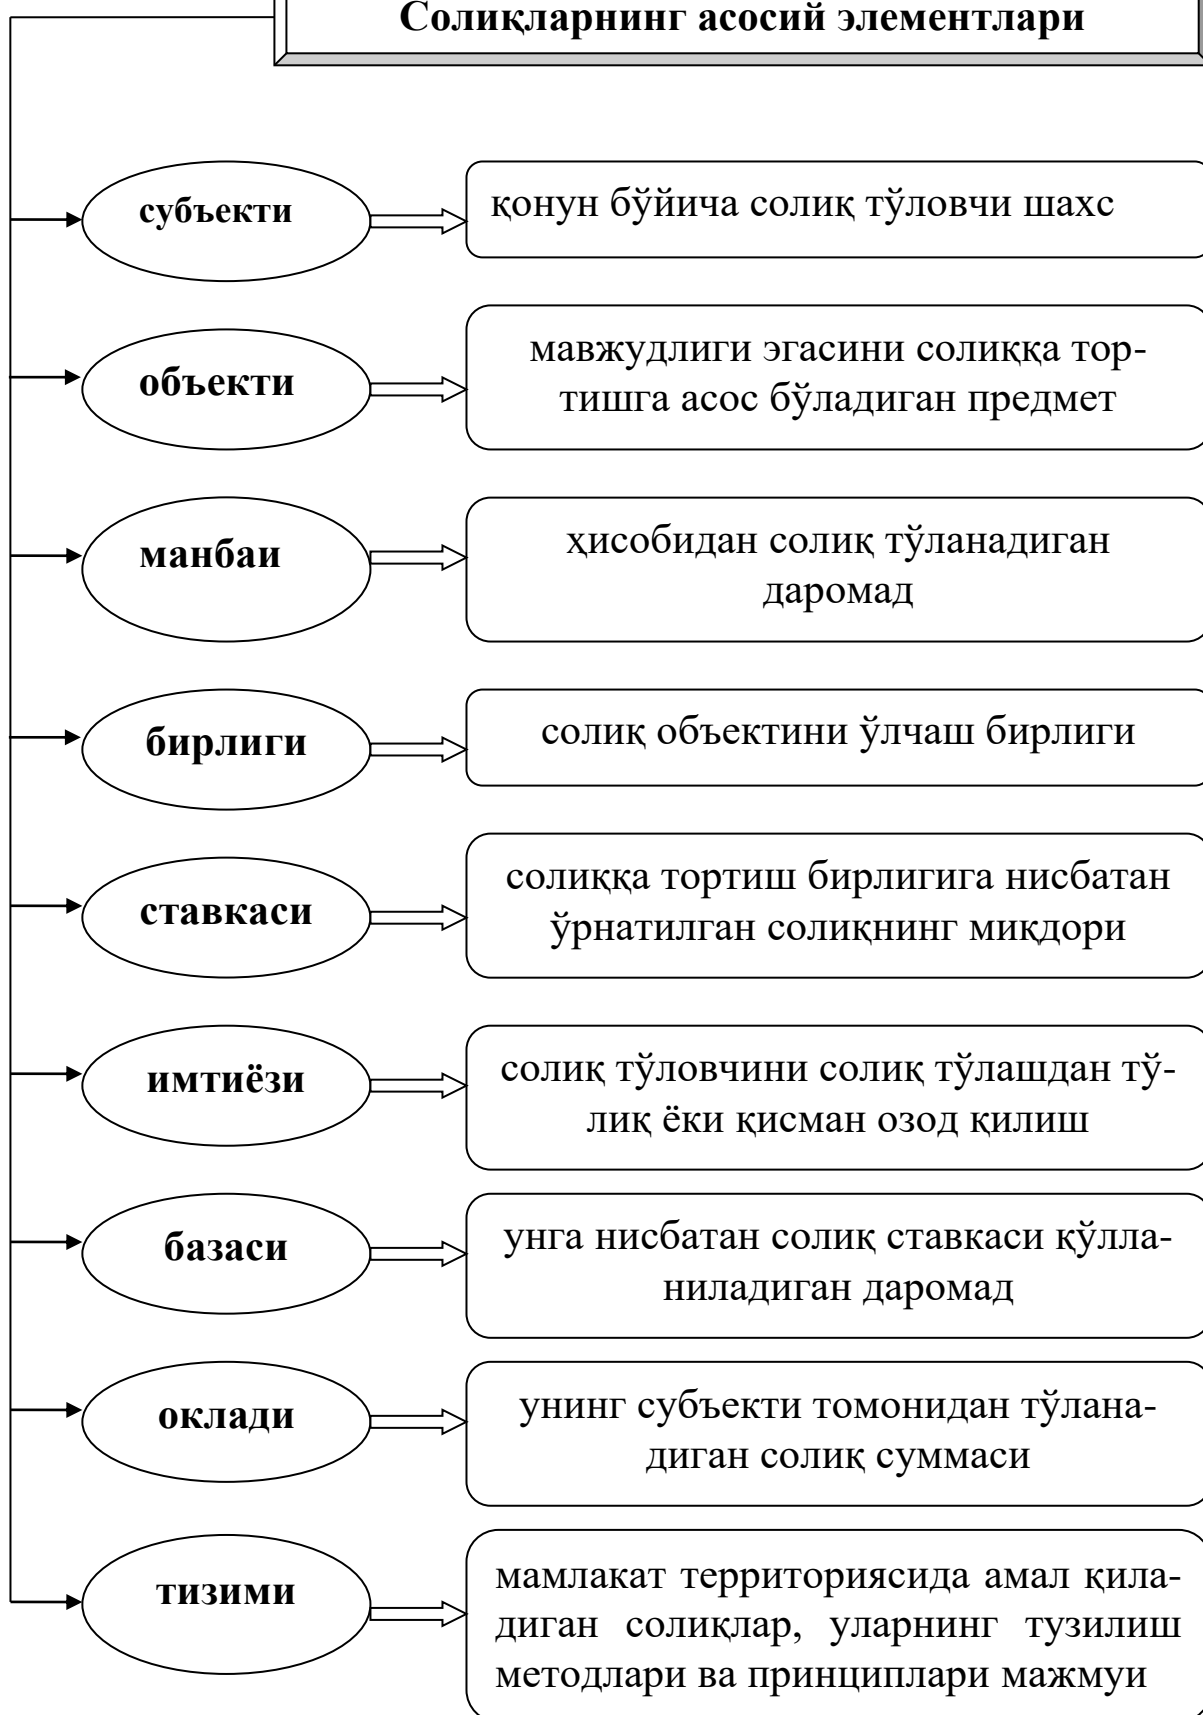 Солиқларнинг асосий элементлари
субъекти
қонун бўйича солиқ тўловчи шахс
объекти
мавжудлиги эгасини солиққа тор-
тишга асос бўладиган предмет
манбаи
ҳисобидан солиқ тўланадиган
даромад
бирлиги
солиқ объектини ўлчаш бирлиги
ставкаси
солиққа тортиш бирлигига нисбатан
ўрнатилган солиқнинг миқдори
имтиёзи
солиқ тўловчини солиқ тўлашдан тў-
лиқ ёки қисман озод қилиш
базаси
унга нисбатан солиқ ставкаси қўлла-
ниладиган даромад
оклади
унинг субъекти томонидан тўлана-
диган солиқ суммаси
тизими
мамлакат территориясида амал қила-
диган солиқлар, уларнинг тузилиш
методлари ва принциплари мажмуи